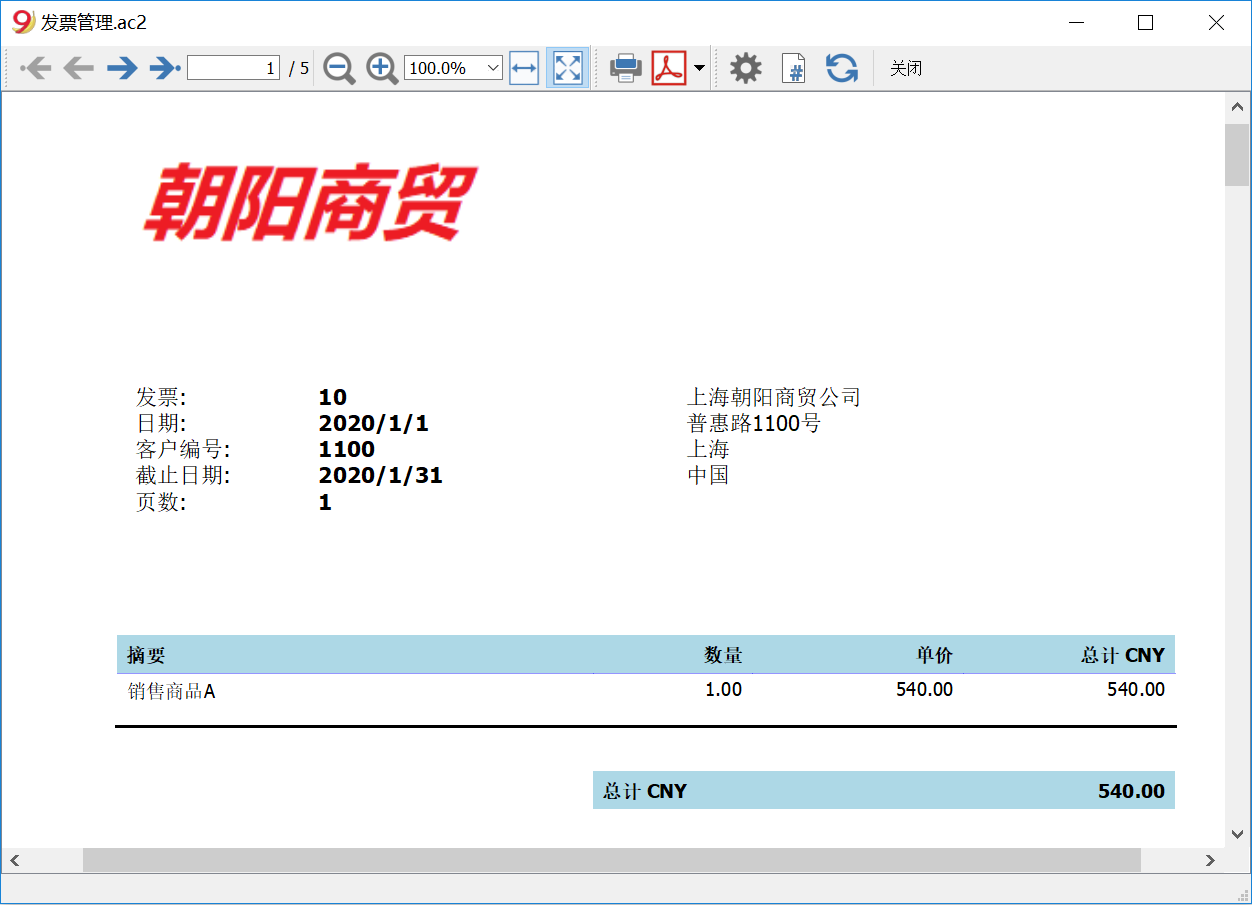 发票管理.ac2
1 / 5 100.0% 关闭
朝阳商贸
发票: 10 上海朝阳商贸公司
日期: 2020/1/1 普惠路1100号
客户编号: 1100 上海
截止日期: 2020/1/31 中国
页数: 1
摘要 数量 单价 总计 CNY
销售商品A 1.00 540.00 540.00
总计 CNY 540.00